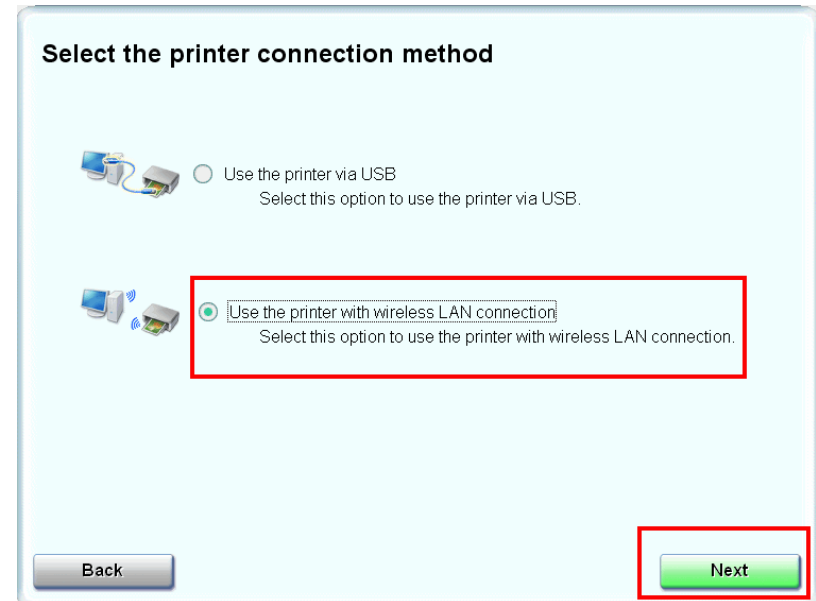 Select the printer connection method
Use the printer via USB
Select this option to use the printer via USB.
Use the printer with wireless LAN connection
Select this option to use the printer with wireless LAN connection.
Back
Next